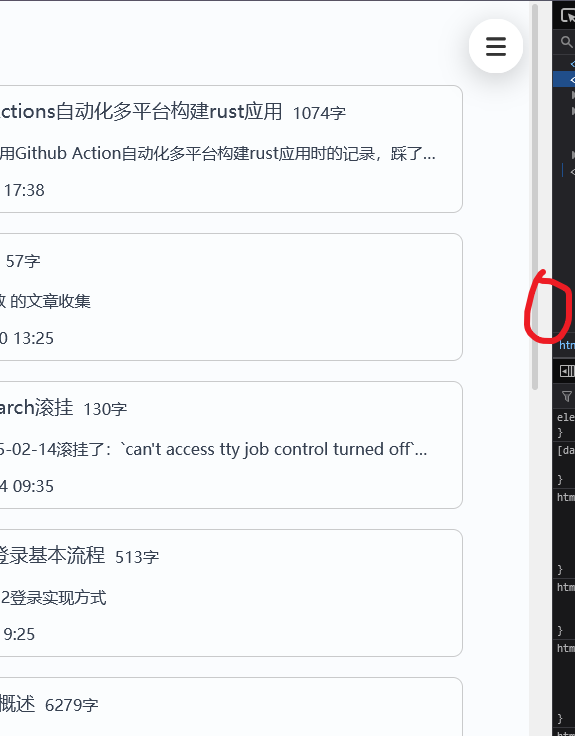 ctions自动化多平台构建rust应用 1074字
用Github Action自动化多平台构建rust应用时的记录，踩了...
17:38
57字
的文章收集
0 13:25
arch滚挂 130字
5-02-14滚挂了：`can't access tty job control turned off`...
4 09:35
登录基本流程 513字
2登录实现方式
9:25
概述 6279字
htn
ele
}
[da
}
htm
}
htm
}
htm
}